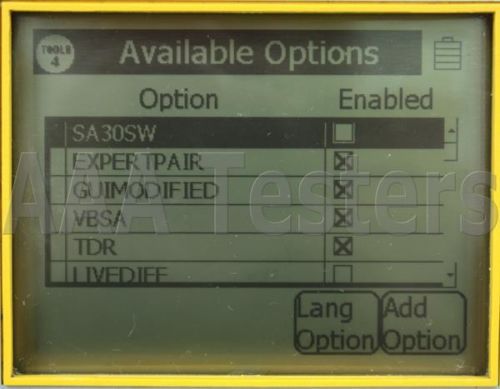 TOOLS
4
Available Options
Option Enabled
SA30SW
EXPERTPAIR
GUIMODIFIED
VBSA
TDR
LIVEDIFF
Lang Option
Add Option
AAA Testers